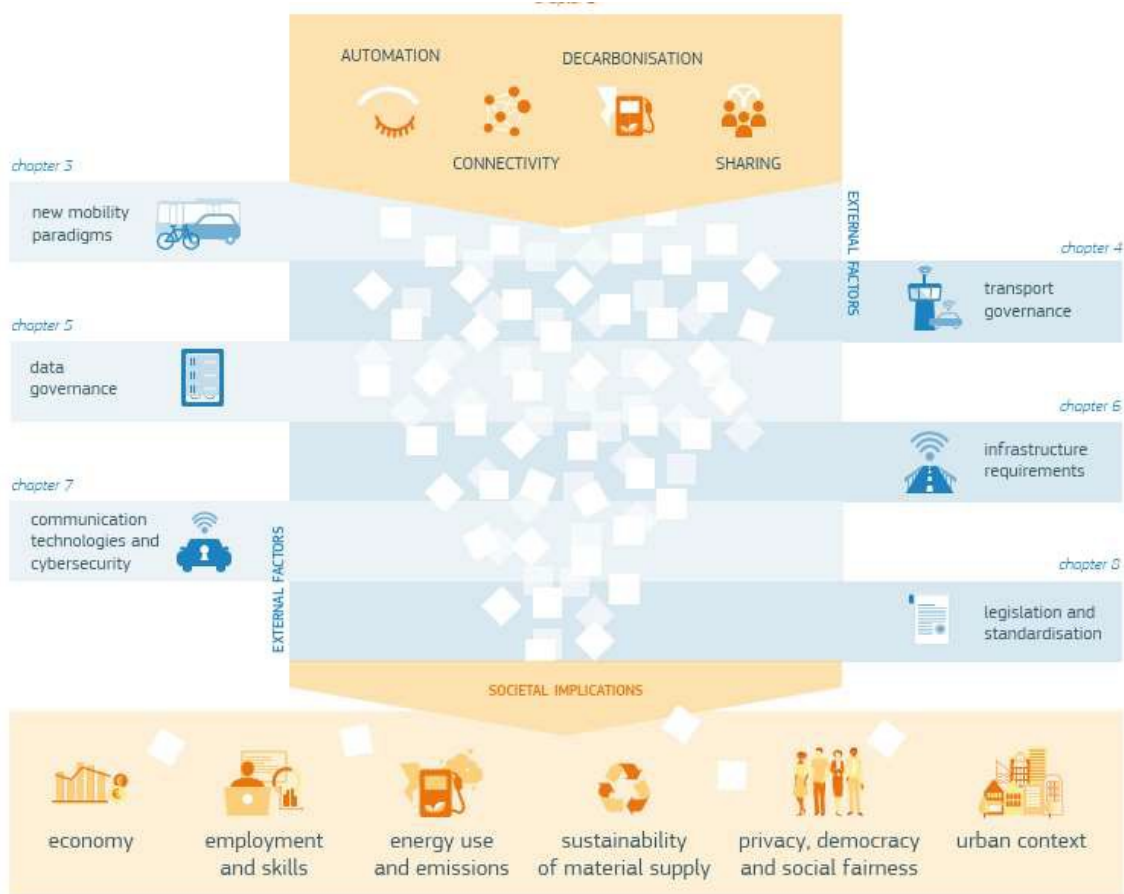 AUTOMATION
DECARBONISATION
CONNECTIVITY
SHARING
chapter 3
new mobility
paradigms
EXTERNAL FACTORS
chapter 4
transport
governance
chapter 5
data
governance
chapter 6
infrastructure
requirements
chapter 7
communication
technologies and
cybersecurity
EXTERNAL FACTORS
chapter 8
legislation and
standardisation
SOCIETAL IMPLICATIONS
economy
employment
and skills
energy use
and emissions
sustainability
of material supply
privacy, democracy
and social fairness
urban context